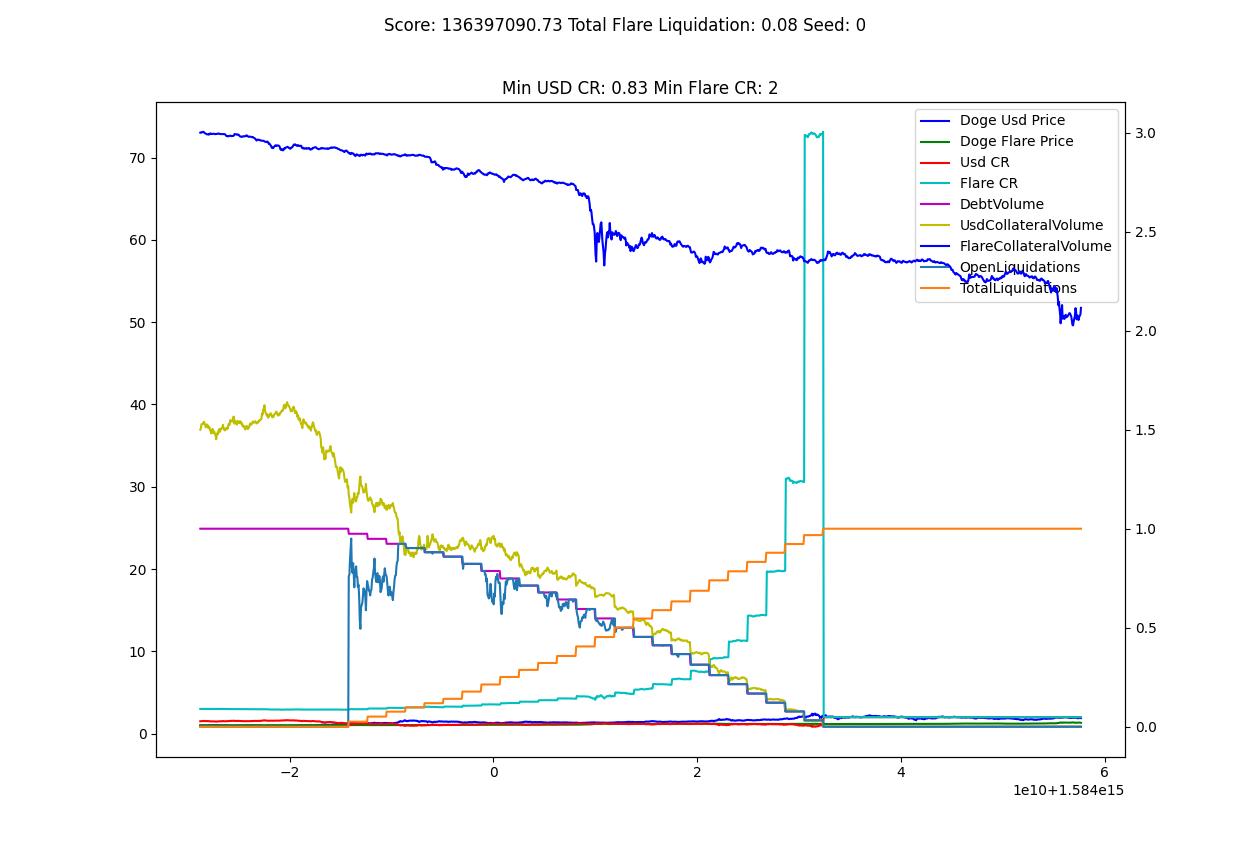 Score: 136397090.73 Total Flare Liquidation: 0.08 Seed: 0
Min USD CR: 0.83 Min Flare CR: 2
Doge Usd Price
Doge Flare Price
Usd CR
Flare CR
DebtVolume
UsdCollateralVolume
FlareCollateralVolume
OpenLiquidations
TotalLiquidations
70
60
50
40
30
20
10
0
3.0
2.5
2.0
1.5
1.0
0.5
0.0
−2 0 2 4 6
1e10+1.584e15